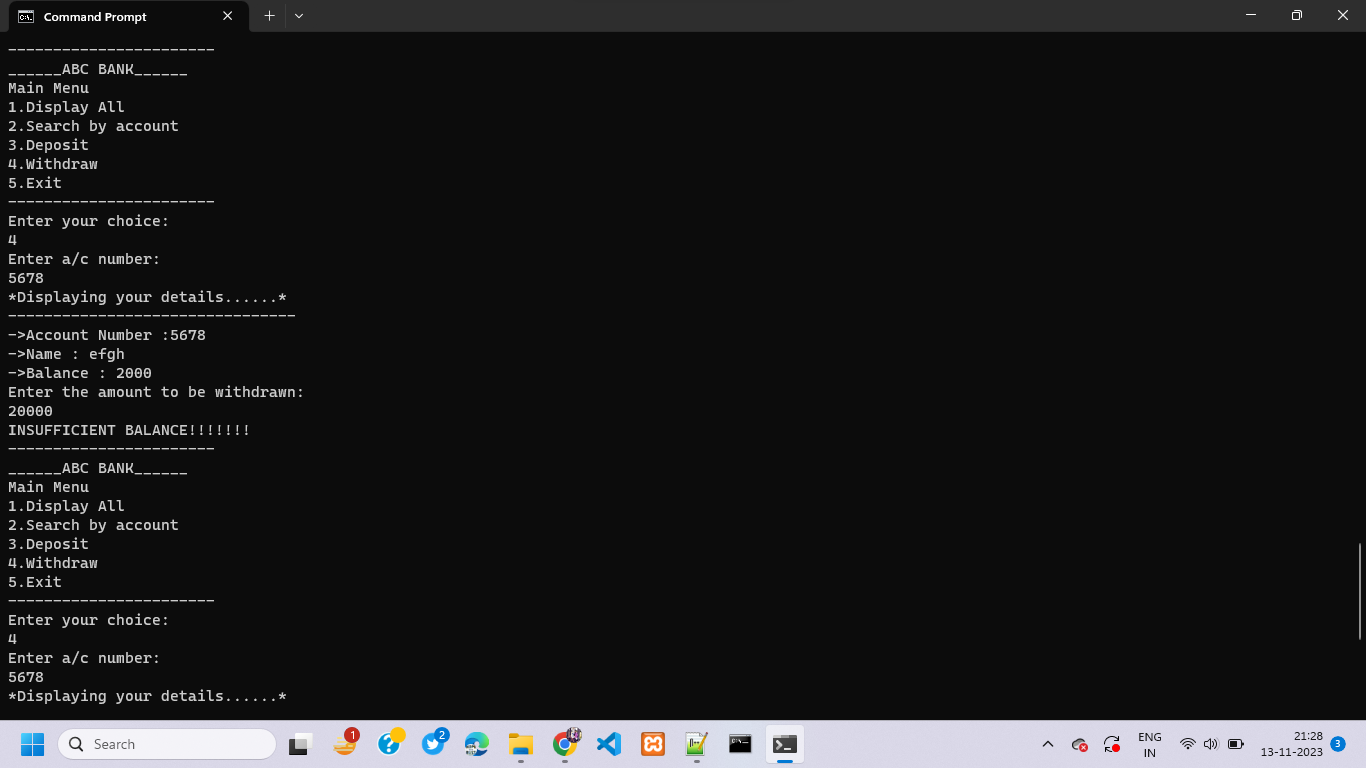 Command Prompt
-----------------------
______ABC BANK______
Main Menu
1.Display All
2.Search by account
3.Deposit
4.Withdraw
5.Exit
-----------------------
Enter your choice:
4
Enter a/c number:
5678
*Displaying your details......*
--------------------------------
->Account Number :5678
->Name : efgh
->Balance : 2000
Enter the amount to be withdrawn:
20000
INSUFFICIENT BALANCE!!!!!!!
-----------------------
______ABC BANK______
Main Menu
1.Display All
2.Search by account
3.Deposit
4.Withdraw
5.Exit
-----------------------
Enter your choice:
4
Enter a/c number:
5678
*Displaying your details......*
Search
1
2
ENG
IN
21:28
13-11-2023
3